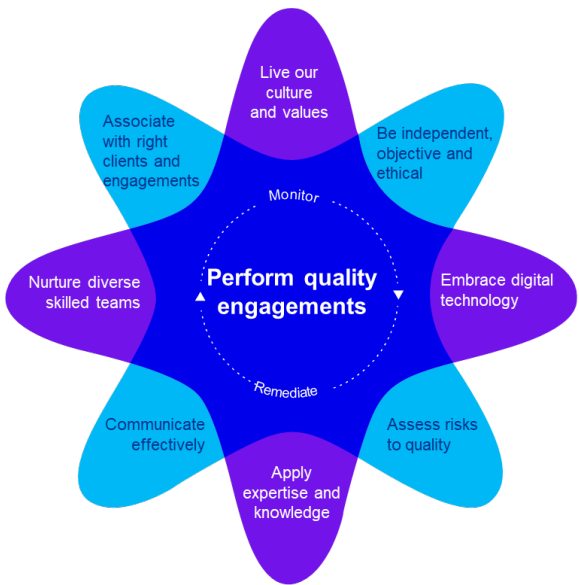 Live our
culture
and values
Associate
with right
clients and
engagements
Be independent,
objective and
ethical
Monitor
Nurture diverse
skilled teams
Perform quality
engagements
Embrace digital
technology
Remediate
Communicate
effectively
Assess risks
to quality
Apply
expertise and
knowledge